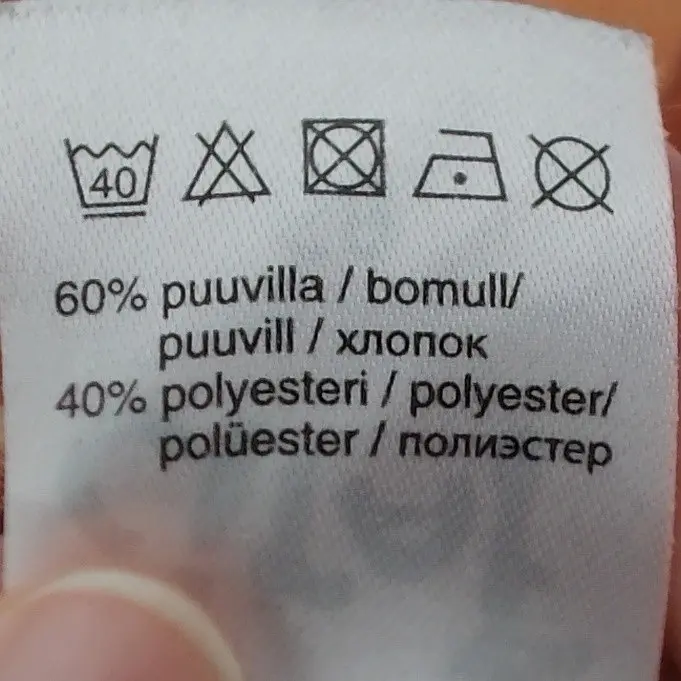 40
60% puuvilla / bomull/
puuvill / хлопок
40% polyesteri / polyester/
polüester / полиэстер